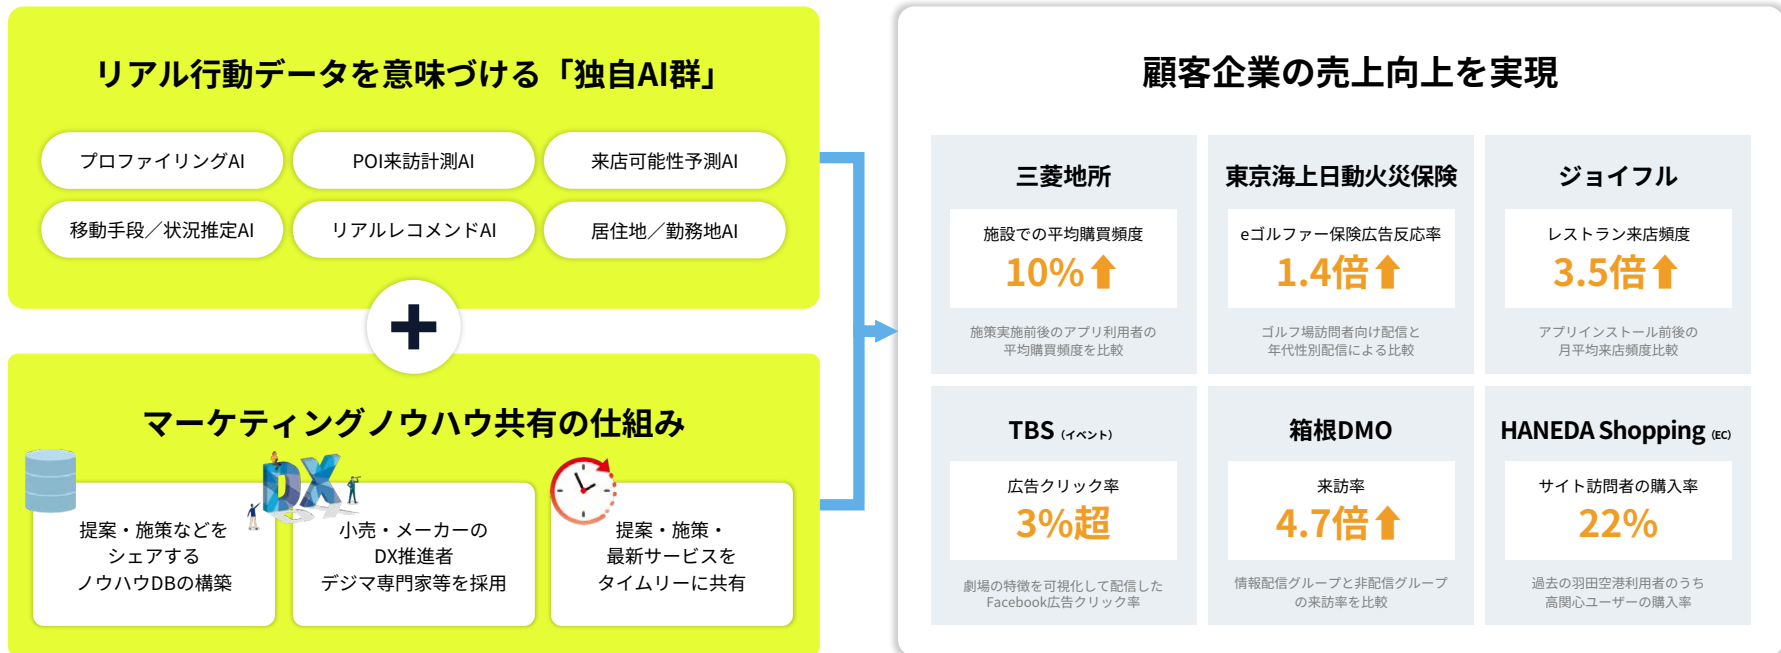 リアル行動データを意味づける「独自AI群」
プロファイリングAI
POI来訪計測AI
来店可能性予測AI
移動手段／状況推定AI
リアルレコメンドAI
居住地／勤務地AI
マーケティングノウハウ共有の仕組み
DX
提案・施策などを
シェアする
ノウハウDBの構築
小売・メーカーの
DX推進者
デジマ専門家等を採用
提案・施策・
最新サービスを
タイムリーに共有
顧客企業の売上向上を実現
三菱地所
施設での平均購買頻度
10%
施策実施前後のアプリ利用者の
平均購買頻度を比較
東京海上日動火災保険
eゴルファー保険広告反応率
1.4倍
ゴルフ場訪問者向け配信と
年代性別配信による比較
ジョイフル
レストラン来店頻度
3.5倍
アプリインストール前後の
月平均来店頻度比較
TBS（イベント）
広告クリック率
3%超
劇場の特徴を可視化して配信した
Facebook広告クリック率
箱根DMO
来訪率
4.7倍
情報配信グループと非配信グループ
の来訪率を比較
HANEDA Shopping（EC）
サイト訪問者の購入率
22%
過去の羽田空港利用者のうち
高関心ユーザーの購入率